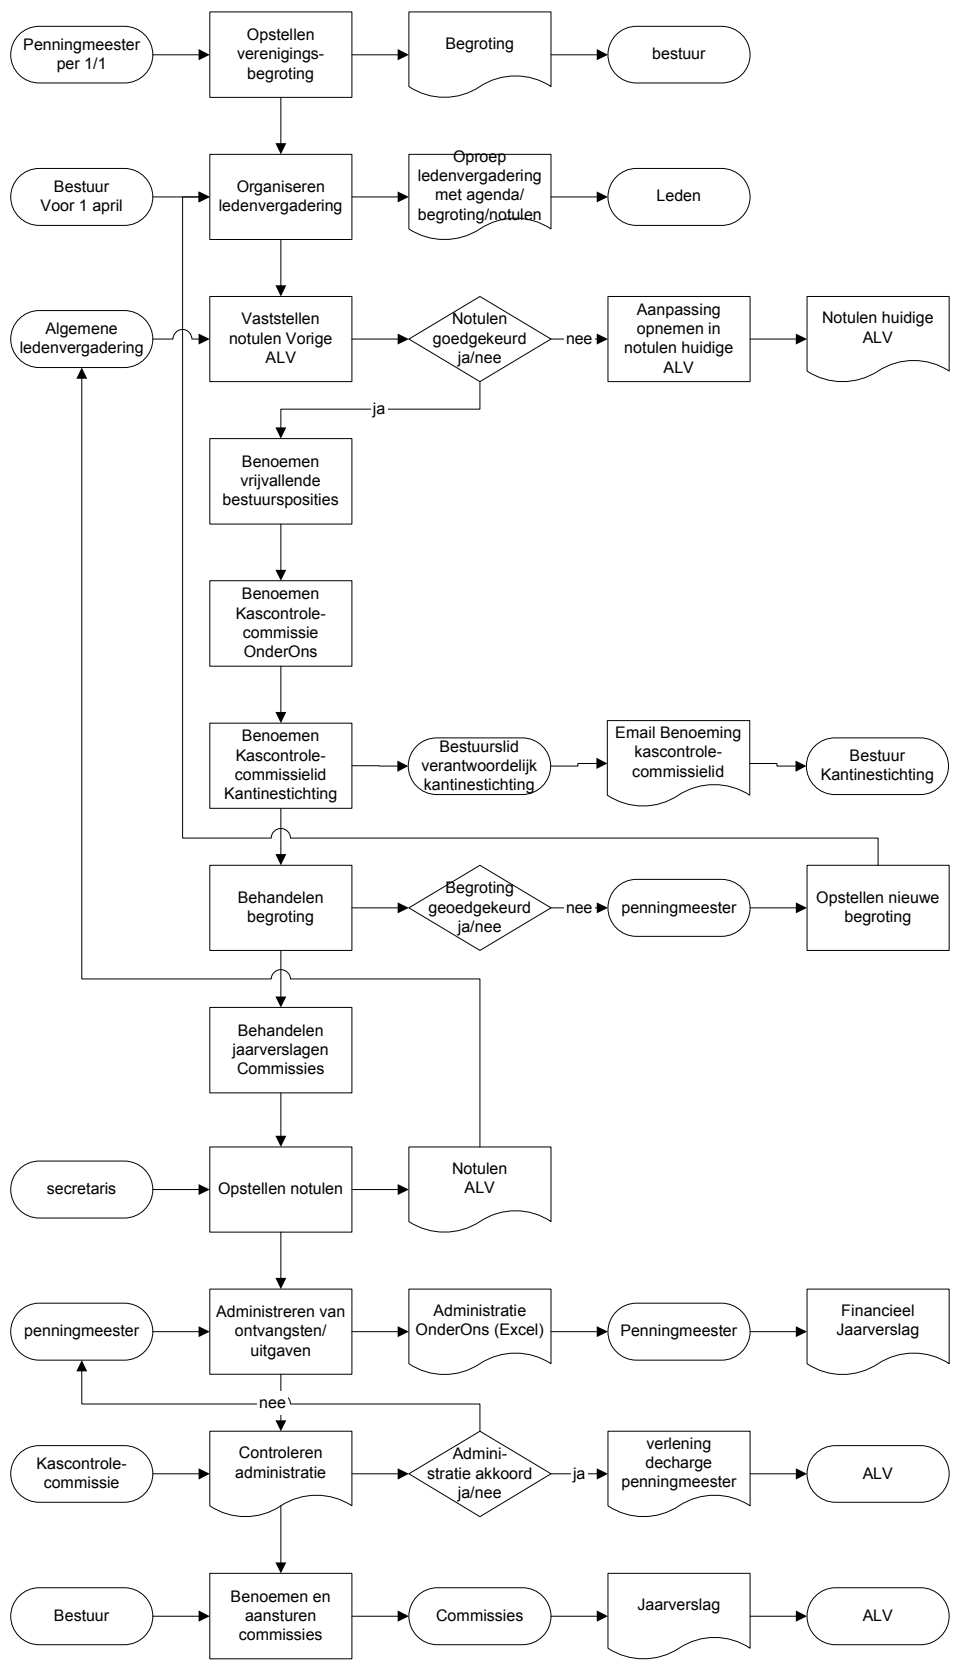 Penningmeester
per 1/1
Opstellen
verenigings-
begroting
Begroting
bestuur
Bestuur
Voor 1 april
Organiseren
ledenvergadering
Oproep
ledenvergadering
met agenda/
begroting/notulen
Leden
Algemene
ledenvergadering
Vaststellen
notulen Vorige
ALV
Notulen
goedgekeurd
ja/nee
nee
Aanpassing
opnemen in
notulen huidige
ALV
Notulen huidige
ALV
ja
Benoemen
vrijvallende
bestuursposities
Benoemen
Kascontrole-
commissie
OnderOns
Benoemen
Kascontrole-
commissielid
Kantinestichting
Bestuurslid
verantwoordelijk
kantinestichting
Email Benoeming
kascontrole-
commissielid
Bestuur
Kantinestichting
Behandelen
begroting
Begroting
geoedgekeurd
ja/nee
nee
penningmeester
Opstellen nieuwe
begroting
Behandelen
jaarverslagen
Commissies
secretaris
Opstellen notulen
Notulen
ALV
penningmeester
Administreren van
ontvangsten/
uitgaven
Administratie
OnderOns (Excel)
Penningmeester
Financieel
Jaarverslag
nee
Kascontrole-
commissie
Controleren
administratie
Admini-
stratie akkoord
ja/nee
ja
verlening
decharge
penningmeester
ALV
Bestuur
Benoemen en
aansturen
commissies
Commissies
Jaarverslag
ALV